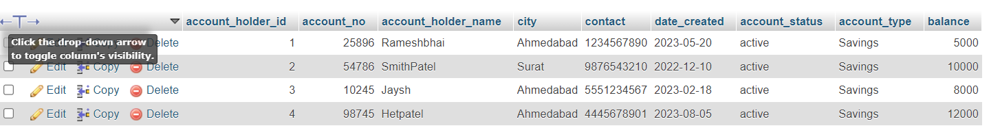 account_holder_id account_no account_holder_name city contact date_created account_status account_type balance
Click the drop-down arrow
to toggle column's visibility.
Delete 1 25896 Rameshbhai Ahmedabad 1234567890 2023-05-20 active Savings 5000
Edit Copy Delete 2 54786 SmithPatel Surat 9876543210 2022-12-10 active Savings 10000
Edit Copy Delete 3 10245 Jaysh Ahmedabad 5551234567 2023-02-18 active Savings 8000
Edit Copy Delete 4 98745 Hetpatel Ahmedabad 4445678901 2023-08-05 active Savings 12000